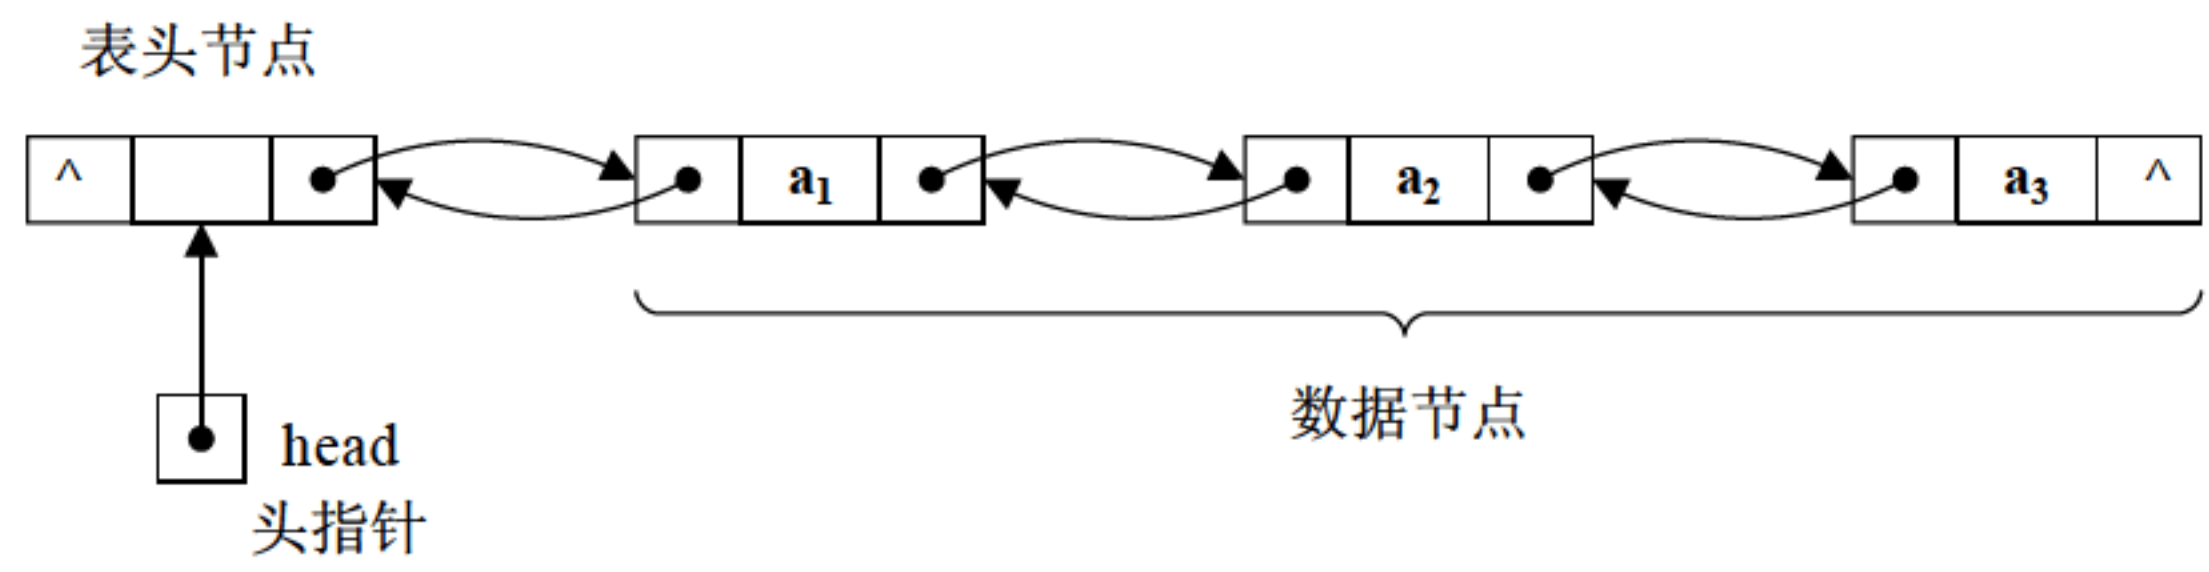 表头节点
^ a₁ a₂ a₃ ^
数据节点
head
头指针